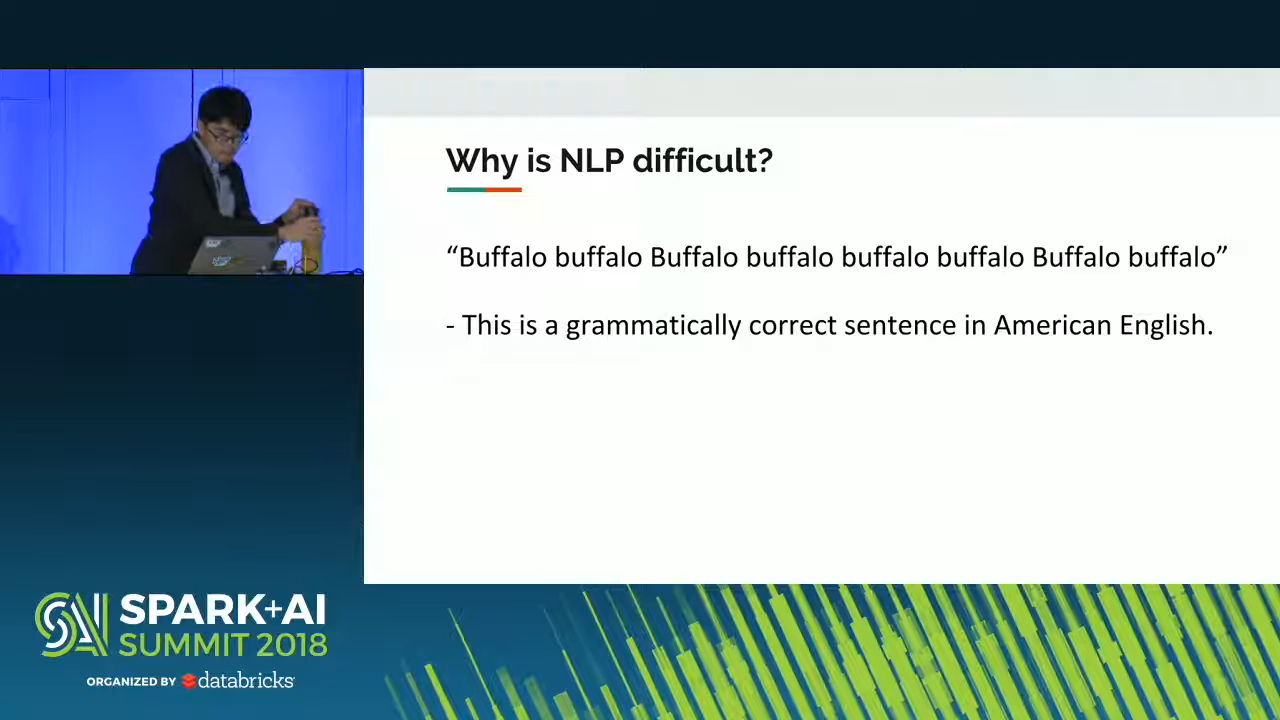 Why is NLP difficult?
“Buffalo buffalo Buffalo buffalo buffalo buffalo Buffalo buffalo”
- This is a grammatically correct sentence in American English.
SPARK+AI
SUMMIT 2018
ORGANIZED BY databricks